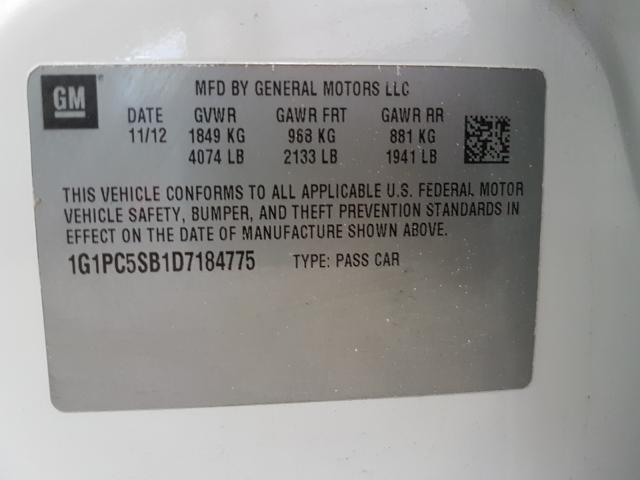 GM
MFD BY GENERAL MOTORS LLC
DATE GVWR GAWR FRT GAWR RR
11/12 1849 KG 968 KG 881 KG
4074 LB 2133 LB 1941 LB
THIS VEHICLE CONFORMS TO ALL APPLICABLE U.S. FEDERAL MOTOR
VEHICLE SAFETY, BUMPER, AND THEFT PREVENTION STANDARDS IN
EFFECT ON THE DATE OF MANUFACTURE SHOWN ABOVE.
1G1PC5SB1D7184775 TYPE: PASS CAR